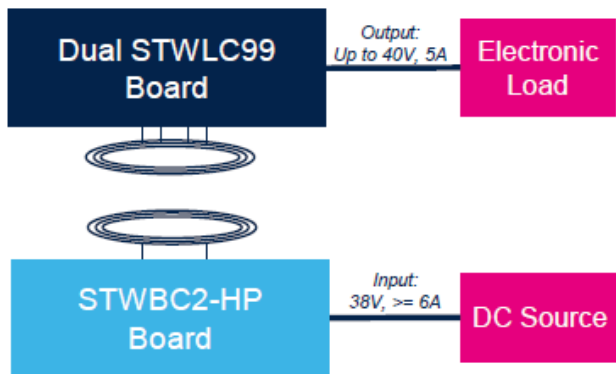 Dual STWLC99
Board
Output:
Up to 40V, 5A
Electronic
Load
STWBC2-HP
Board
Input:
38V, >= 6A
DC Source